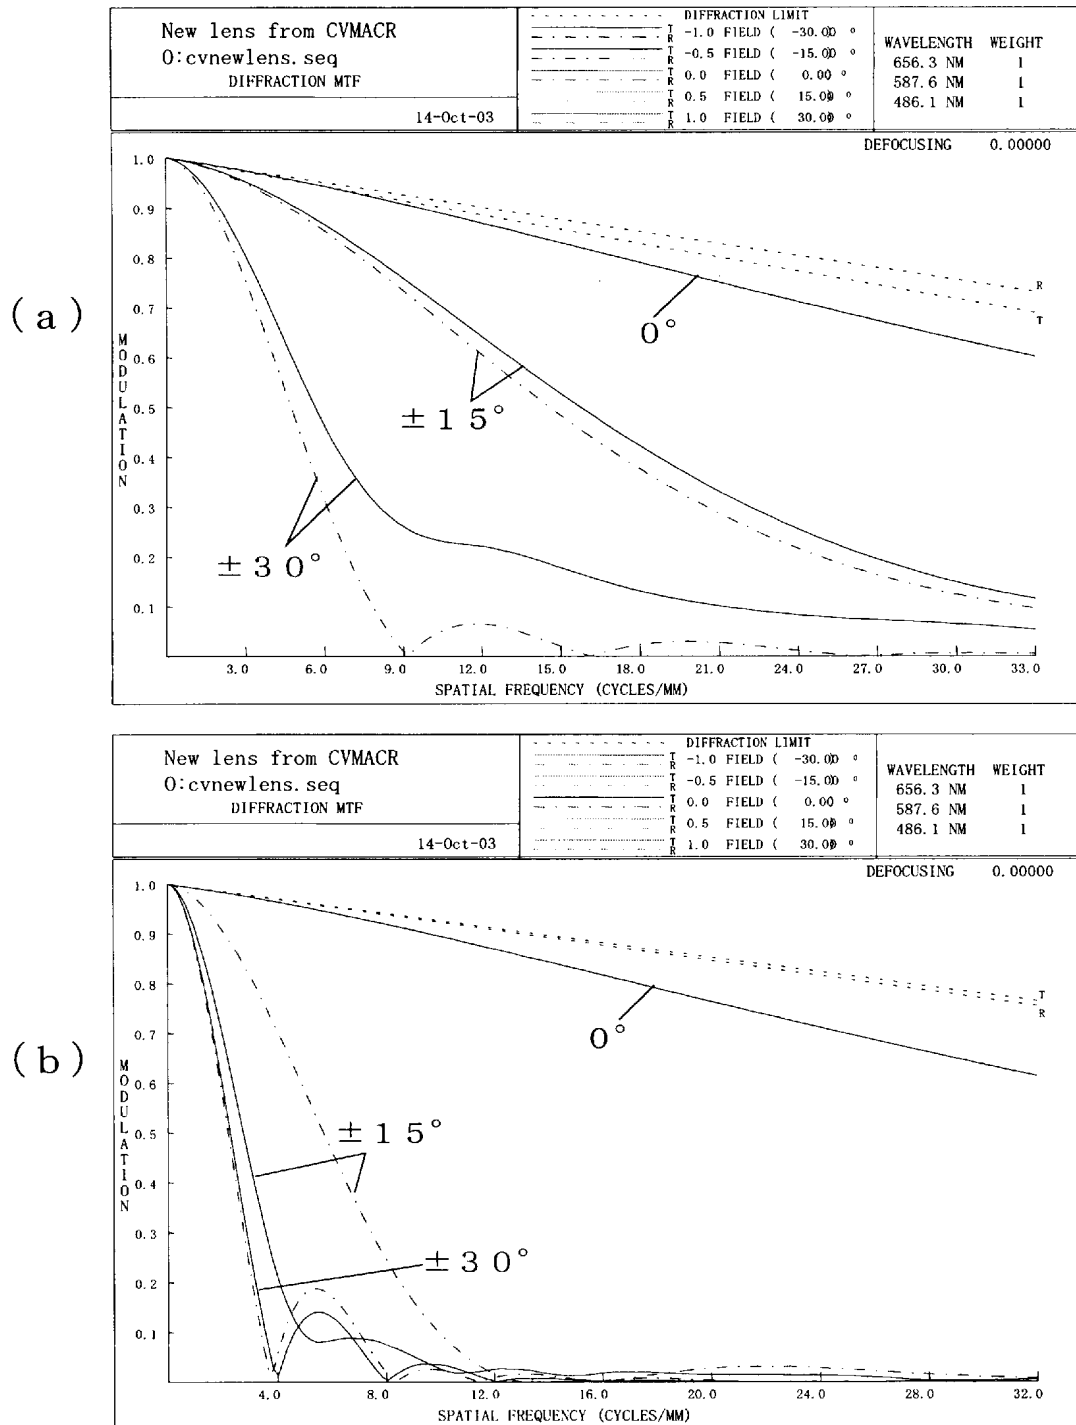 (a)
New lens from CVMACR
O:cvnewlens.seq
DIFFRACTION MTF
14-Oct-03
DIFFRACTION LIMIT
T
R -1.0 FIELD ( -30.00 °
T
R -0.5 FIELD ( -15.00 °
T
R 0.0 FIELD ( 0.00 °
T
R 0.5 FIELD ( 15.00 °
T
R 1.0 FIELD ( 30.00 °
WAVELENGTH WEIGHT
656.3 NM 1
587.6 NM 1
486.1 NM 1
DEFOCUSING 0.00000
1.0
0.9
0.8
0.7
0.6
0.5
0.4
0.3
0.2
0.1
MODULATION
R
T
0°
±15°
±30°
3.0 6.0 9.0 12.0 15.0 18.0 21.0 24.0 27.0 30.0 33.0
SPATIAL FREQUENCY (CYCLES/MM)
(b)
New lens from CVMACR
O:cvnewlens.seq
DIFFRACTION MTF
14-Oct-03
DIFFRACTION LIMIT
T
R -1.0 FIELD ( -30.00 °
T
R -0.5 FIELD ( -15.00 °
T
R 0.0 FIELD ( 0.00 °
T
R 0.5 FIELD ( 15.00 °
T
R 1.0 FIELD ( 30.00 °
WAVELENGTH WEIGHT
656.3 NM 1
587.6 NM 1
486.1 NM 1
DEFOCUSING 0.00000
1.0
0.9
0.8
0.7
0.6
0.5
0.4
0.3
0.2
0.1
MODULATION
T
R
0°
±15°
±30°
4.0 8.0 12.0 16.0 20.0 24.0 28.0 32.0
SPATIAL FREQUENCY (CYCLES/MM)